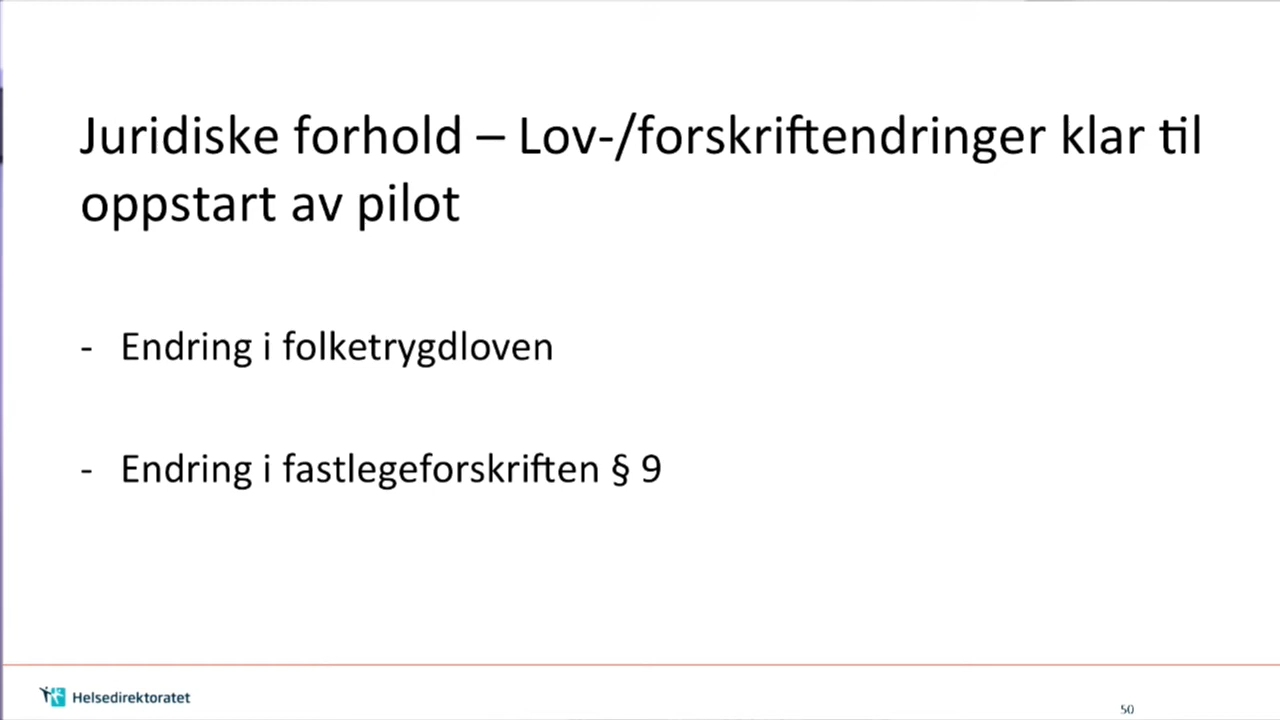 Juridiske forhold – Lov-/forskriftendringer klar til
oppstart av pilot
- Endring i folketrygdloven
- Endring i fastlegeforskriften § 9
Helsedirektoratet
50